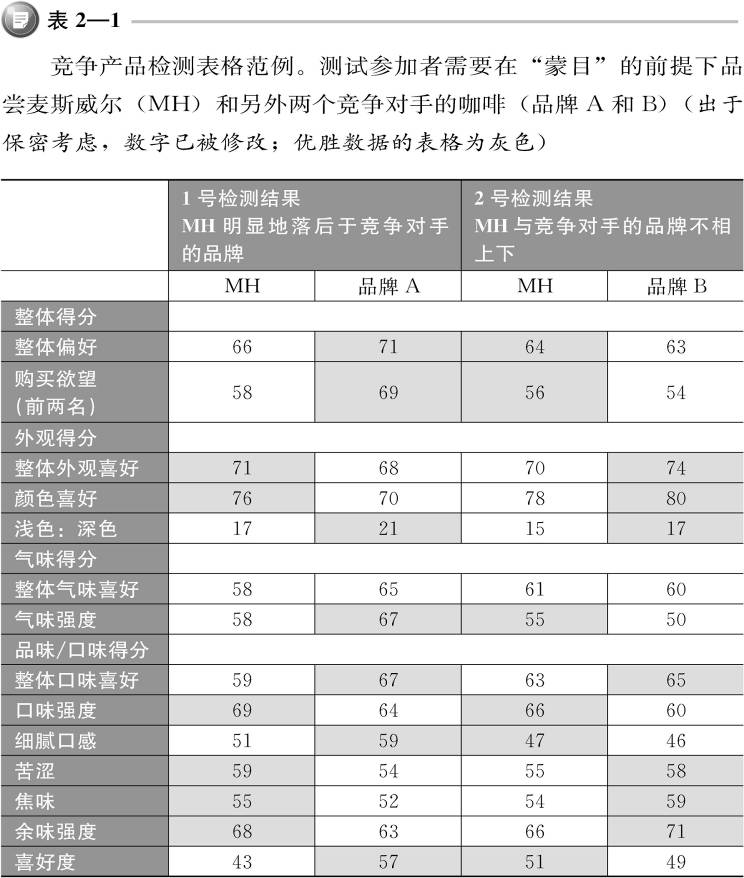 表 2—1
竞争产品检测表格范例。测试参加者需要在“蒙目”的前提下品
尝麦斯威尔（MH）和另外两个竞争对手的咖啡（品牌 A 和 B）（出于
保密考虑，数字已被修改；优胜数据的表格为灰色）
1 号检测结果 2 号检测结果
MH 明显地落后于竞争对手 MH 与竞争对手的品牌不相
的品牌 上下
MH 品牌 A MH 品牌 B
整体得分
整体偏好 66 71 64 63
购买欲望
（前两名） 58 69 56 54
外观得分
整体外观喜好 71 68 70 74
颜色喜好 76 70 78 80
浅色：深色 17 21 15 17
气味得分
整体气味喜好 58 65 61 60
气味强度 58 67 55 50
品味/口味得分
整体口味喜好 59 67 63 65
口味强度 69 64 66 60
细腻口感 51 59 47 46
苦涩 59 54 55 58
焦味 55 52 54 59
余味强度 68 63 66 71
喜好度 43 57 51 49